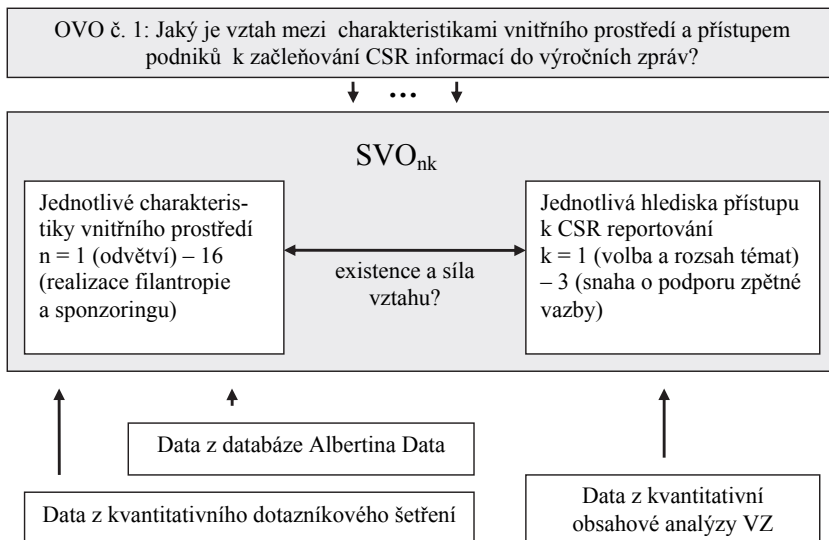 OVO č. 1: Jaký je vztah mezi charakteristikami vnitřního prostředí a přístupem
podniků k začleňování CSR informací do výročních zpráv?
...
SVOnk
Jednotlivé charakteris-
tiky vnitřního prostředí
n = 1 (odvětví) – 16
(realizace filantropie
a sponzoringu)
existence a síla
vztahu?
Jednotlivá hlediska přístupu
k CSR reportování
k = 1 (volba a rozsah témat)
– 3 (snaha o podporu zpětné
vazby)
Data z databáze Albertina Data
Data z kvantitativního dotazníkového šetření
Data z kvantitativní
obsahové analýzy VZ